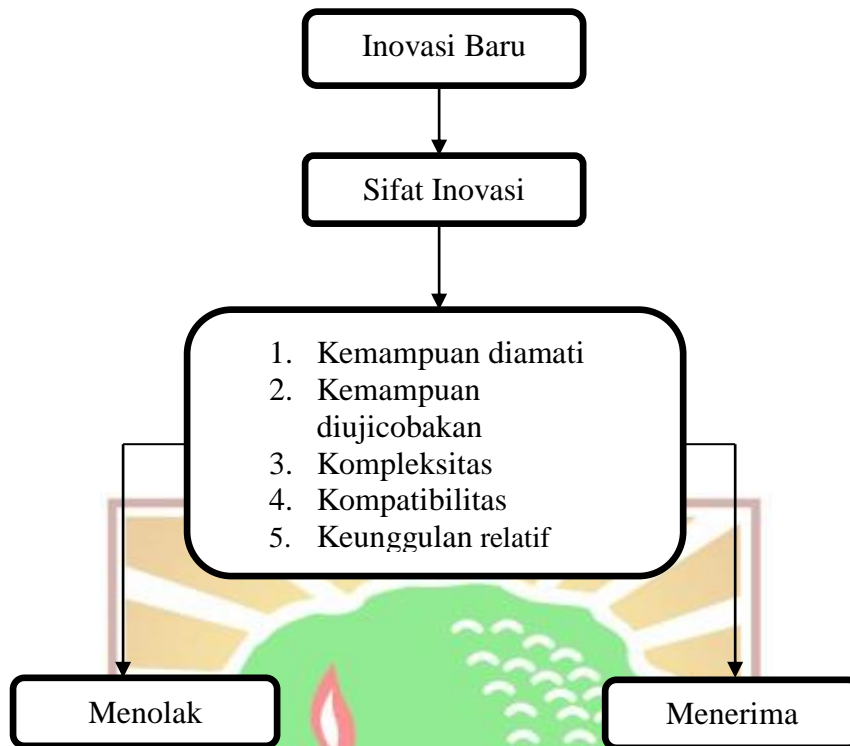 Inovasi Baru
Sifat Inovasi
1. Kemampuan diamati
2. Kemampuan
diujicobakan
3. Kompleksitas
4. Kompatibilitas
5. Keunggulan relatif
Menolak
Menerima